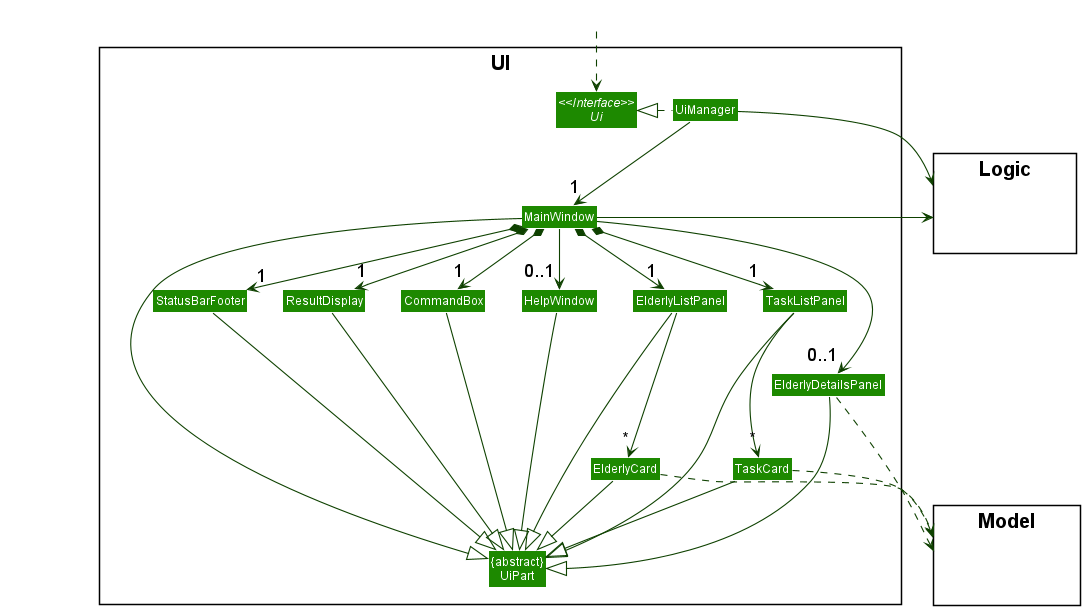 UI
<<Interface>>
Ui
UiManager
Logic
1
MainWindow
1
1
1
0..1
1
1
StatusBarFooter
ResultDisplay
CommandBox
HelpWindow
ElderlyListPanel
TaskListPanel
0..1
ElderlyDetailsPanel
*
*
ElderlyCard
TaskCard
Model
{abstract}
UiPart